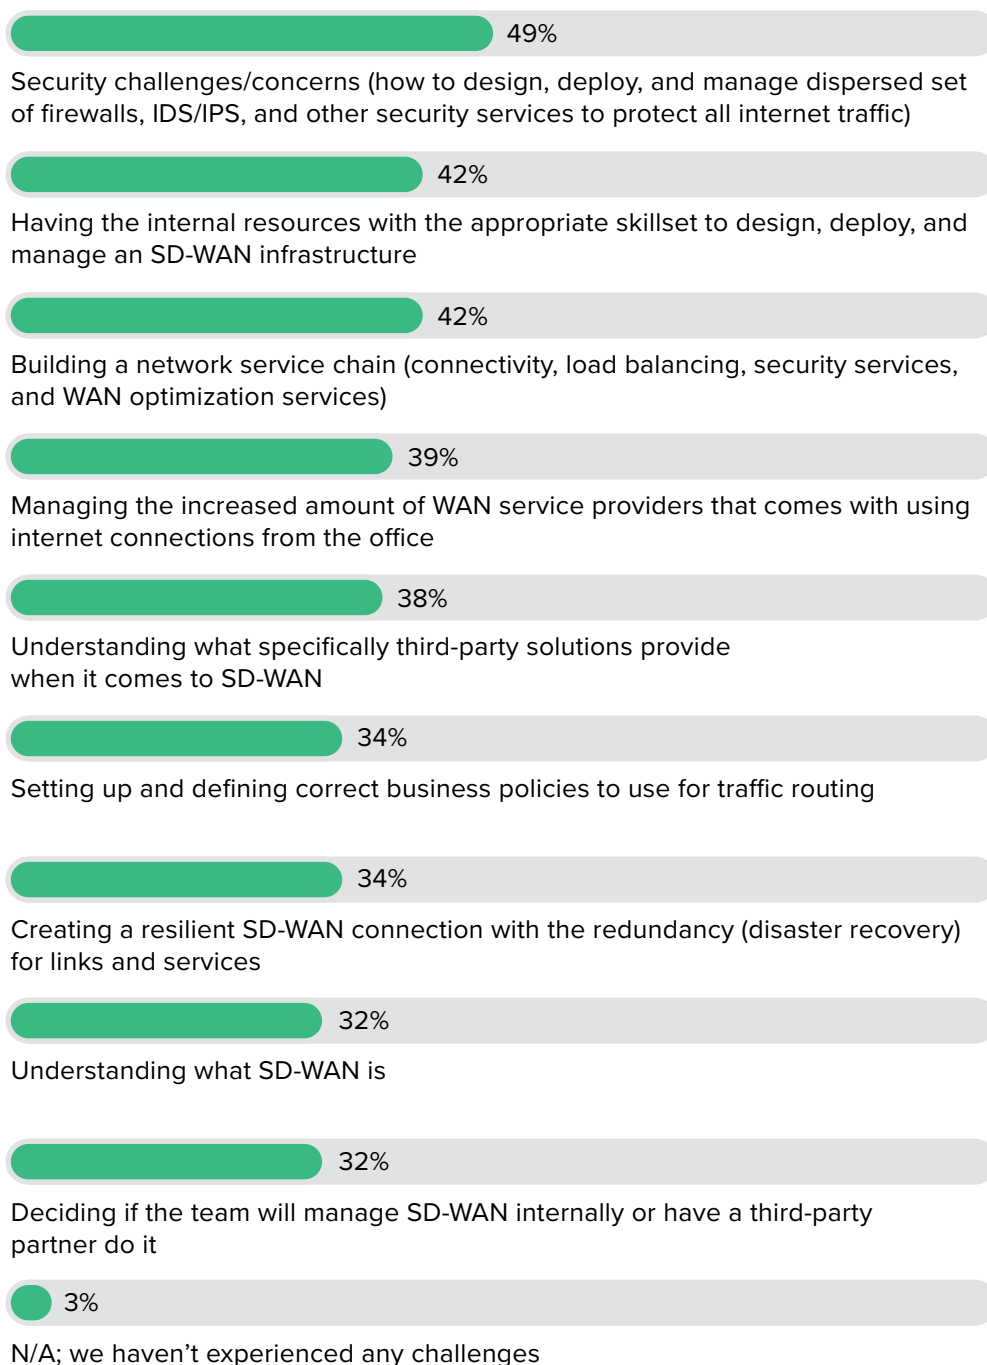 49%
Security challenges/concerns (how to design, deploy, and manage dispersed set
of firewalls, IDS/IPS, and other security services to protect all internet traffic)
42%
Having the internal resources with the appropriate skillset to design, deploy, and
manage an SD-WAN infrastructure
42%
Building a network service chain (connectivity, load balancing, security services,
and WAN optimization services)
39%
Managing the increased amount of WAN service providers that comes with using
internet connections from the office
38%
Understanding what specifically third-party solutions provide
when it comes to SD-WAN
34%
Setting up and defining correct business policies to use for traffic routing
34%
Creating a resilient SD-WAN connection with the redundancy (disaster recovery)
for links and services
32%
Understanding what SD-WAN is
32%
Deciding if the team will manage SD-WAN internally or have a third-party
partner do it
3%
N/A; we haven’t experienced any challenges